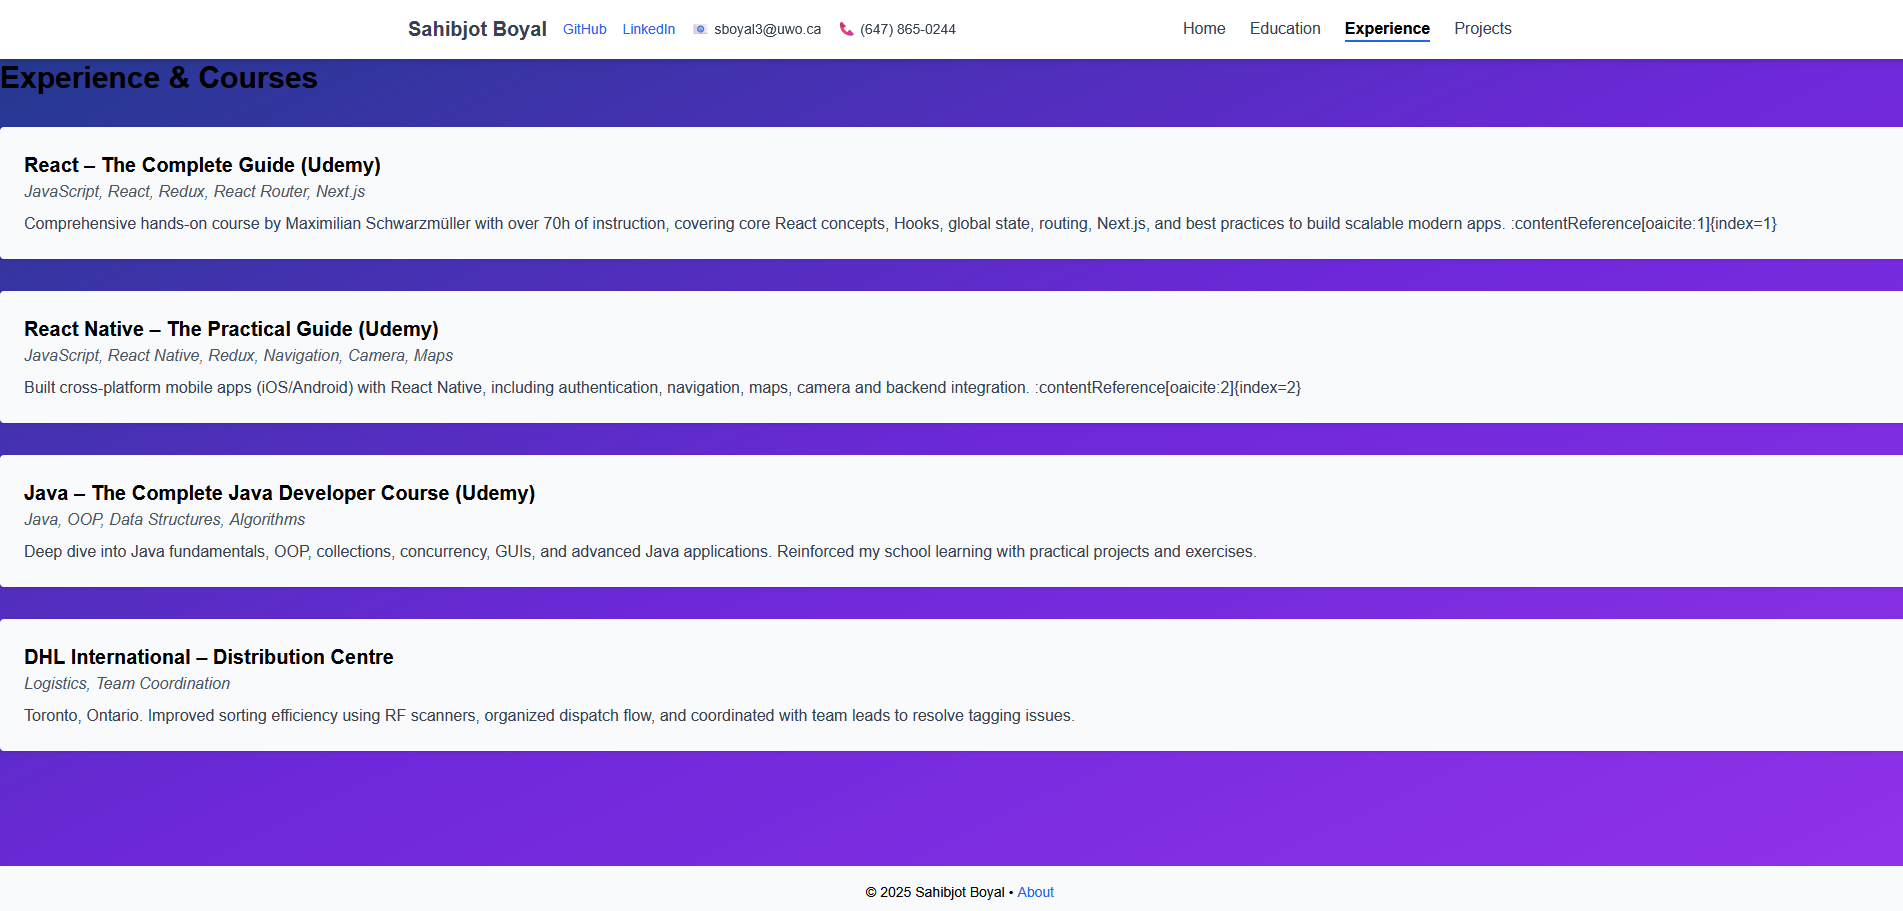 Sahibjot Boyal GitHub LinkedIn 📧 sboyal3@uwo.ca 📞 (647) 865-0244 Home Education Experience Projects
Experience & Courses
React – The Complete Guide (Udemy)
JavaScript, React, Redux, React Router, Next.js
Comprehensive hands-on course by Maximilian Schwarzmüller with over 70h of instruction, covering core React concepts, Hooks, global state, routing, Next.js, and best practices to build scalable modern apps. :contentReference[oaicite:1]{index=1}
React Native – The Practical Guide (Udemy)
JavaScript, React Native, Redux, Navigation, Camera, Maps
Built cross-platform mobile apps (iOS/Android) with React Native, including authentication, navigation, maps, camera and backend integration. :contentReference[oaicite:2]{index=2}
Java – The Complete Java Developer Course (Udemy)
Java, OOP, Data Structures, Algorithms
Deep dive into Java fundamentals, OOP, collections, concurrency, GUIs, and advanced Java applications. Reinforced my school learning with practical projects and exercises.
DHL International – Distribution Centre
Logistics, Team Coordination
Toronto, Ontario. Improved sorting efficiency using RF scanners, organized dispatch flow, and coordinated with team leads to resolve tagging issues.
© 2025 Sahibjot Boyal • About